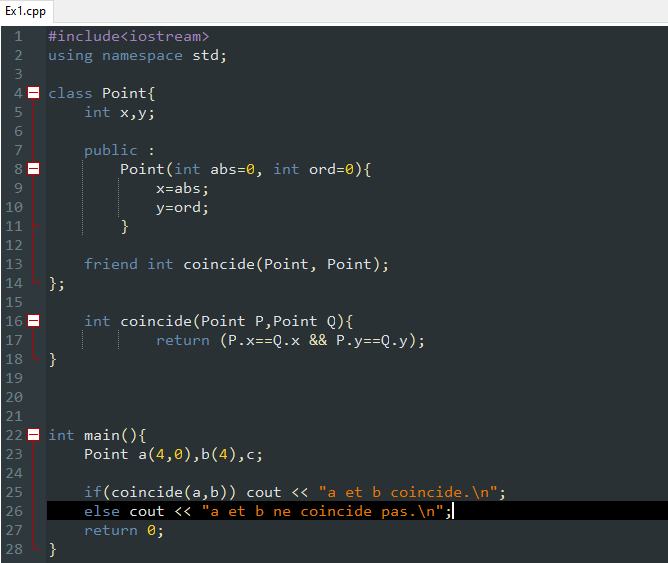 Ex1.cpp
1 #include<iostream>
2 using namespace std;
3
4 class Point{
5 int x,y;
6
7 public :
8 Point(int abs=0, int ord=0){
9 x=abs;
10 y=ord;
11 }
12
13 friend int coincide(Point, Point);
14 };
15
16 int coincide(Point P,Point Q){
17 return (P.x==Q.x && P.y==Q.y);
18 }
19
20
21
22 int main(){
23 Point a(4,0),b(4),c;
24
25 if(coincide(a,b)) cout << "a et b coincide.\n";
26 else cout << "a et b ne coincide pas.\n";
27 return 0;
28 }